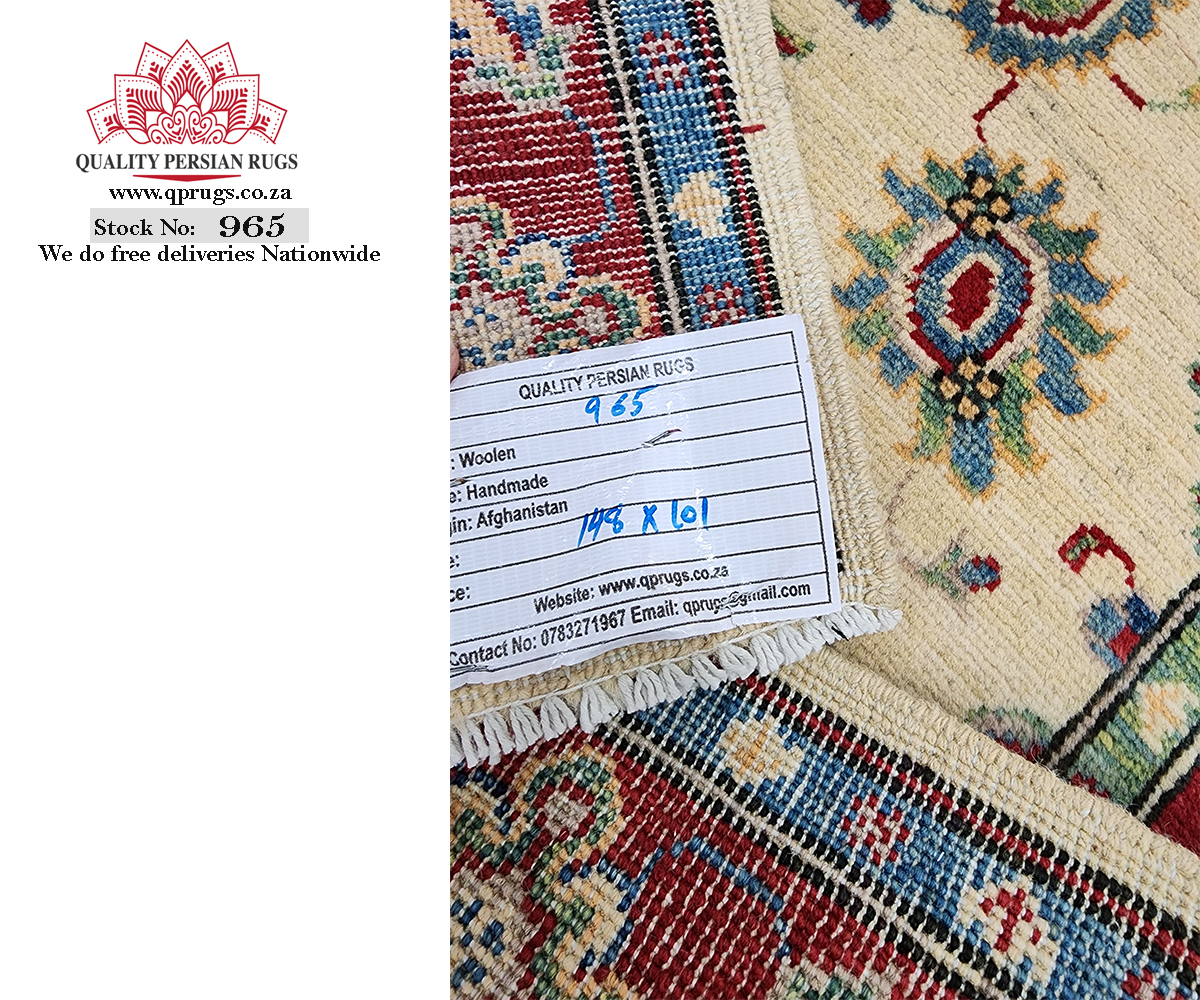 QUALITY PERSIAN RUGS
www.qprugs.co.za
Stock No: 965
We do free deliveries Nationwide
QUALITY PERSIAN RUGS
965
: Woolen
e: Handmade
in: Afghanistan
148 x 101
e:
ce:
Website: www.qprugs.co.za
Contact No: 0783271967 Email: qprugs@gmail.com